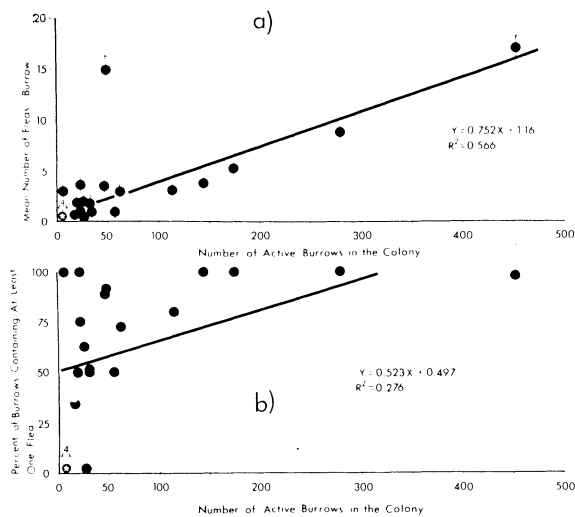 a)
Mean Number of Fleas Burrow
20
15
10
5
0
4
Y = 0.752X + 1.16
R² = 0.566
0 100 200 300 400 500
Number of Active Burrows in the Colony
Percent of Burrows Containing At Least
One Flea
100
75
50
25
0
4
Y = 0.523X + 0.497
R² = 0.276
b)
0 100 200 300 400 500
Number of Active Burrows in the Colony